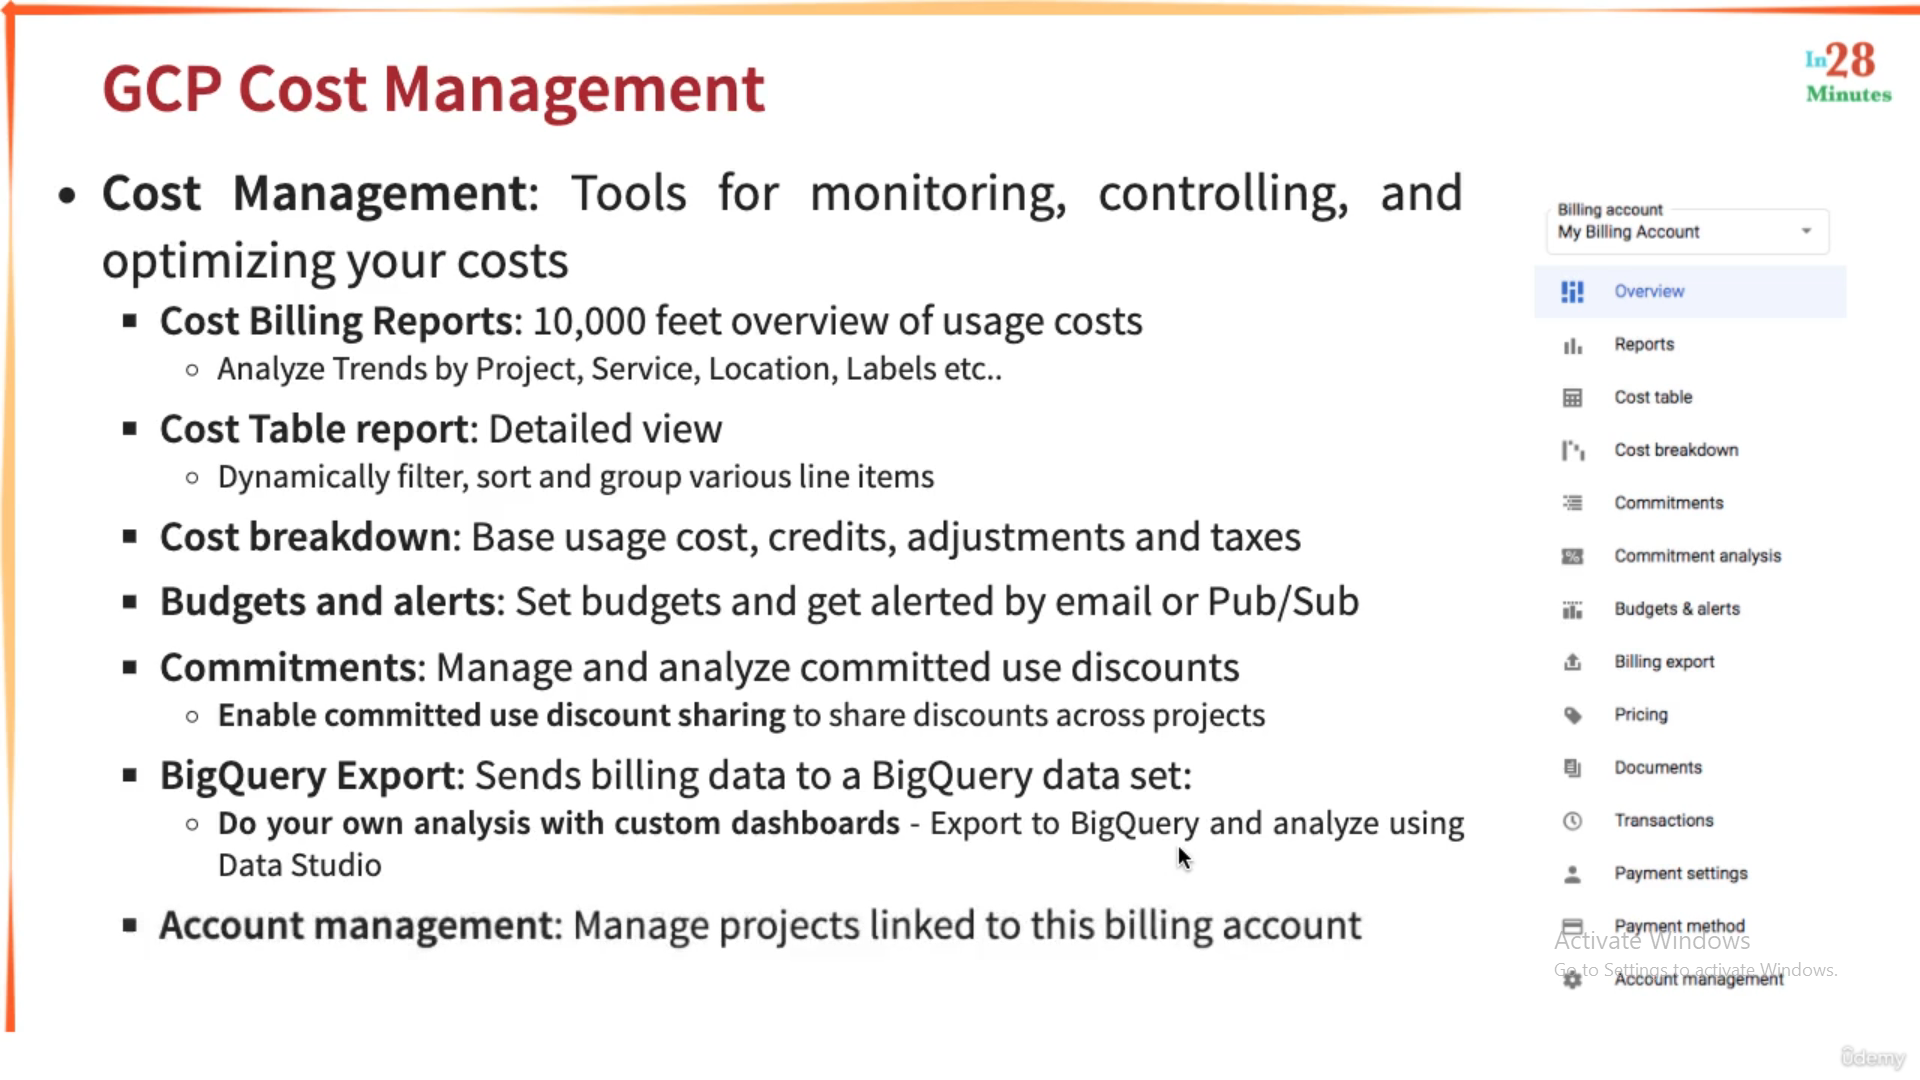 GCP Cost Management
In28
Minutes
• Cost Management: Tools for monitoring, controlling, and
optimizing your costs
▪ Cost Billing Reports: 10,000 feet overview of usage costs
○ Analyze Trends by Project, Service, Location, Labels etc..
▪ Cost Table report: Detailed view
○ Dynamically filter, sort and group various line items
▪ Cost breakdown: Base usage cost, credits, adjustments and taxes
▪ Budgets and alerts: Set budgets and get alerted by email or Pub/Sub
▪ Commitments: Manage and analyze committed use discounts
○ Enable committed use discount sharing to share discounts across projects
▪ BigQuery Export: Sends billing data to a BigQuery data set:
○ Do your own analysis with custom dashboards - Export to BigQuery and analyze using
Data Studio
▪ Account management: Manage projects linked to this billing account
Billing account
My Billing Account
Overview
Reports
Cost table
Cost breakdown
Commitments
Commitment analysis
Budgets & alerts
Billing export
Pricing
Documents
Transactions
Payment settings
Payment method
Activate Windows
Go to Settings to activate Windows.
Account management
ûdemy